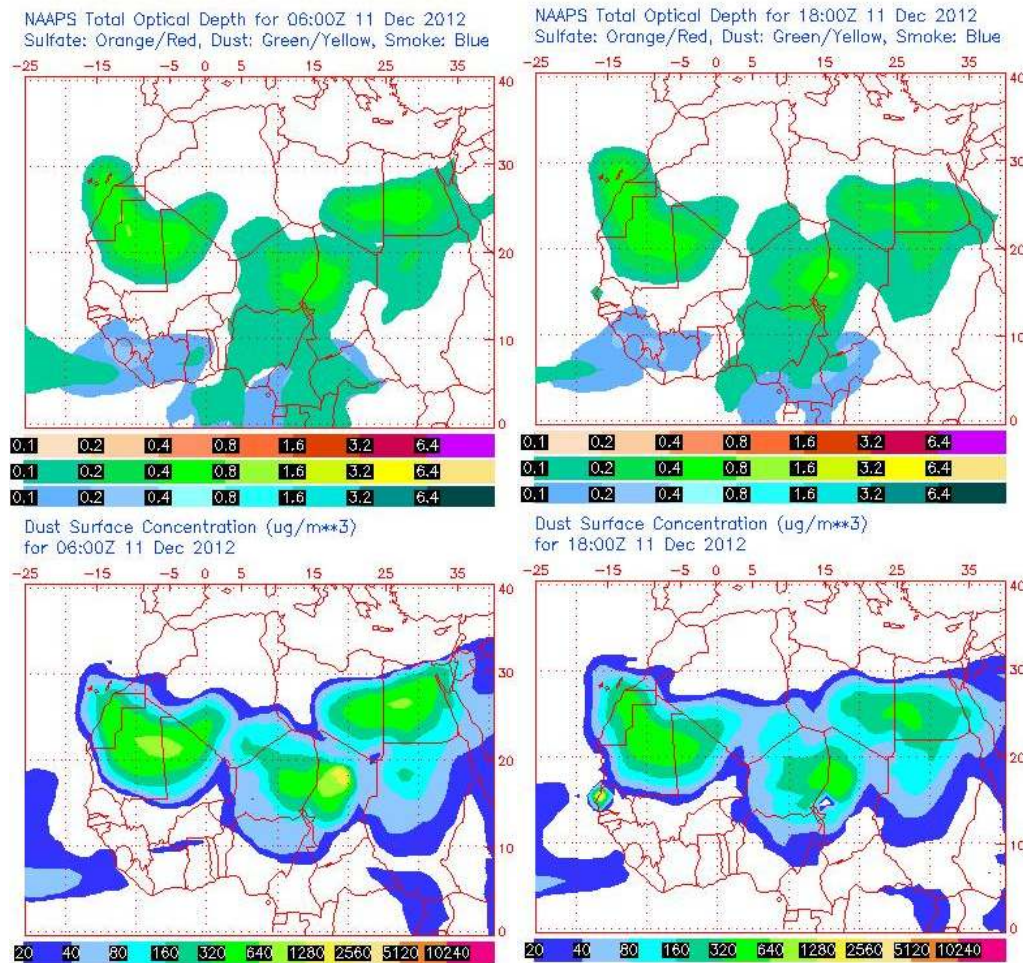 NAAPS Total Optical Depth for 06:00Z 11 Dec 2012
Sulfate: Orange/Red, Dust: Green/Yellow, Smoke: Blue
-25 -15 -5 0 5 15 25 35
40
30
20
10
0
0.1 0.2 0.4 0.8 1.6 3.2 6.4
0.1 0.2 0.4 0.8 1.6 3.2 6.4
0.1 0.2 0.4 0.8 1.6 3.2 6.4
NAAPS Total Optical Depth for 18:00Z 11 Dec 2012
Sulfate: Orange/Red, Dust: Green/Yellow, Smoke: Blue
-25 -15 -5 0 5 15 25 35
40
30
20
10
0
0.1 0.2 0.4 0.8 1.6 3.2 6.4
0.1 0.2 0.4 0.8 1.6 3.2 6.4
0.1 0.2 0.4 0.8 1.6 3.2 6.4
Dust Surface Concentration (ug/m**3)
for 06:00Z 11 Dec 2012
-25 -15 -5 0 5 15 25 35
40
30
20
10
0
20 40 80 160 320 640 1280 2560 5120 10240
Dust Surface Concentration (ug/m**3)
for 18:00Z 11 Dec 2012
-25 -15 -5 0 5 15 25 35
40
30
20
10
0
20 40 80 160 320 640 1280 2560 5120 10240